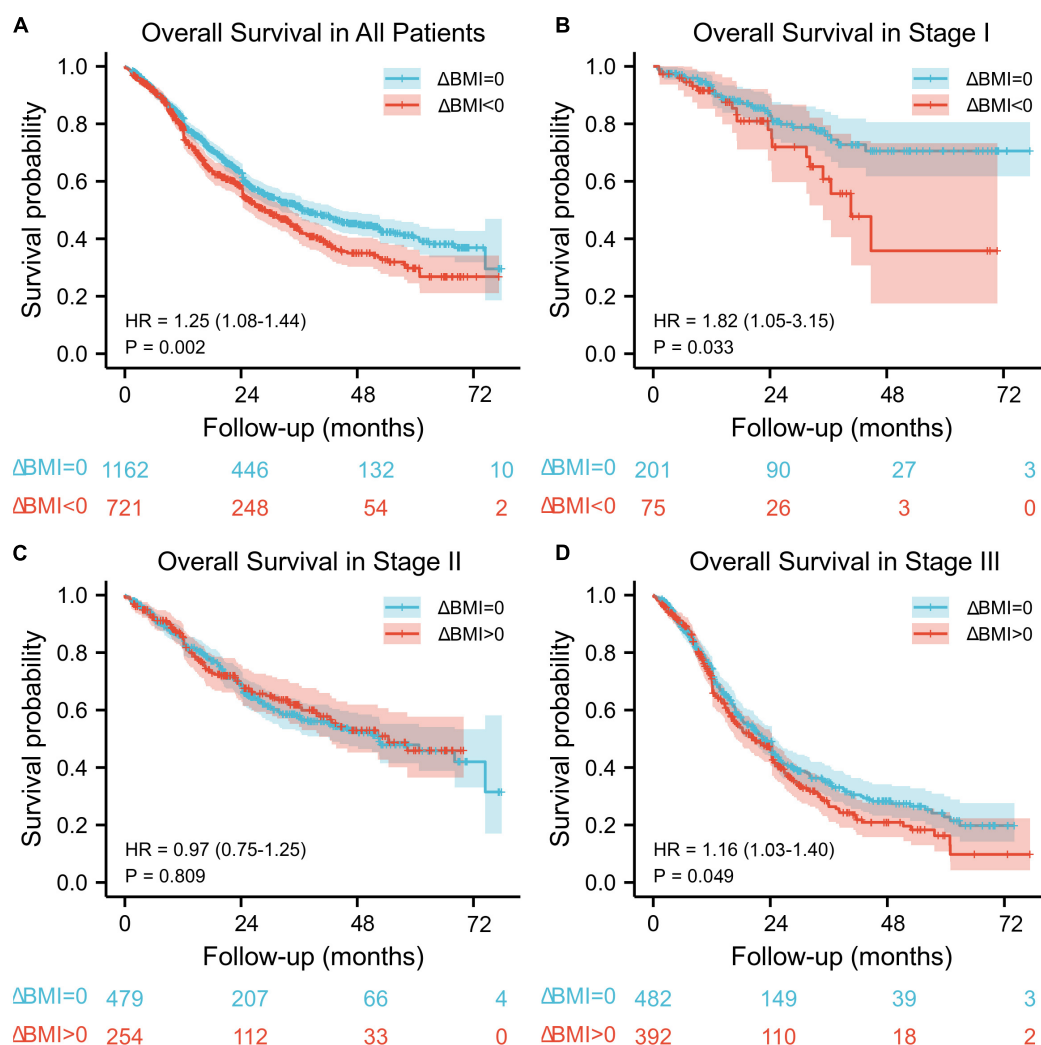 A
Overall Survival in All Patients
Survival probability
1.0
0.8
0.6
0.4
0.2
0.0
ΔBMI=0
ΔBMI<0
HR = 1.25 (1.08-1.44)
P = 0.002
0 24 48 72
Follow-up (months)
ΔBMI=0 1162 446 132 10
ΔBMI<0 721 248 54 2
B
Overall Survival in Stage I
Survival probability
1.0
0.8
0.6
0.4
0.2
0.0
ΔBMI=0
ΔBMI<0
HR = 1.82 (1.05-3.15)
P = 0.033
0 24 48 72
Follow-up (months)
ΔBMI=0 201 90 27 3
ΔBMI<0 75 26 3 0
C
Overall Survival in Stage II
Survival probability
1.0
0.8
0.6
0.4
0.2
0.0
ΔBMI=0
ΔBMI>0
HR = 0.97 (0.75-1.25)
P = 0.809
0 24 48 72
Follow-up (months)
ΔBMI=0 479 207 66 4
ΔBMI>0 254 112 33 0
D
Overall Survival in Stage III
Survival probability
1.0
0.8
0.6
0.4
0.2
0.0
ΔBMI=0
ΔBMI>0
HR = 1.16 (1.03-1.40)
P = 0.049
0 24 48 72
Follow-up (months)
ΔBMI=0 482 149 39 3
ΔBMI>0 392 110 18 2